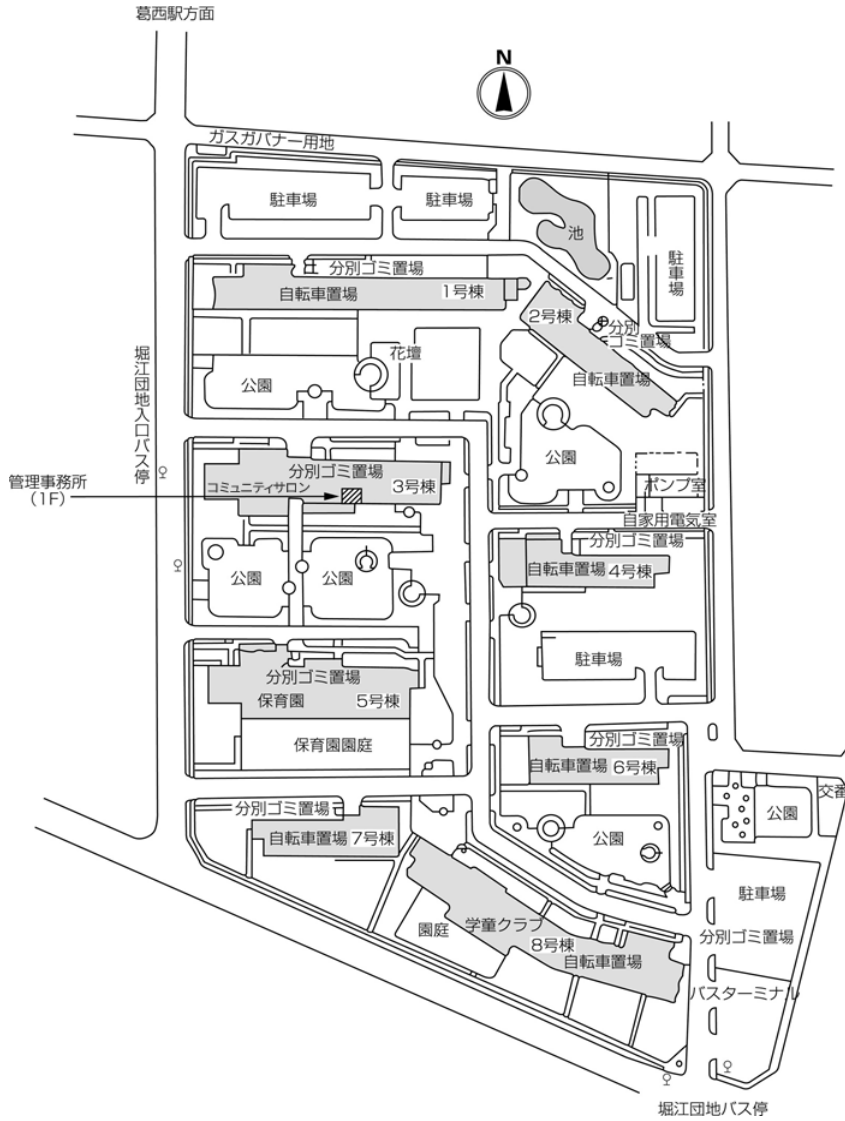 葛西駅方面
N
ガスガバナー用地
駐車場
駐車場
池
駐車場
分別ゴミ置場
自転車置場
1号棟
2号棟
分別
ゴミ置場
自転車置場
花壇
公園
堀江団地入口バス停
公園
分別ゴミ置場
コミュニティサロン
3号棟
管理事務所
(1F)
ポンプ室
自家用電気室
分別ゴミ置場
自転車置場
4号棟
公園
公園
駐車場
分別ゴミ置場
保育園
5号棟
保育園園庭
分別ゴミ置場
自転車置場
6号棟
交番
公園
分別ゴミ置場
自転車置場
7号棟
公園
駐車場
分別ゴミ置場
学童クラブ
園庭
8号棟
自転車置場
バスターミナル
堀江団地バス停